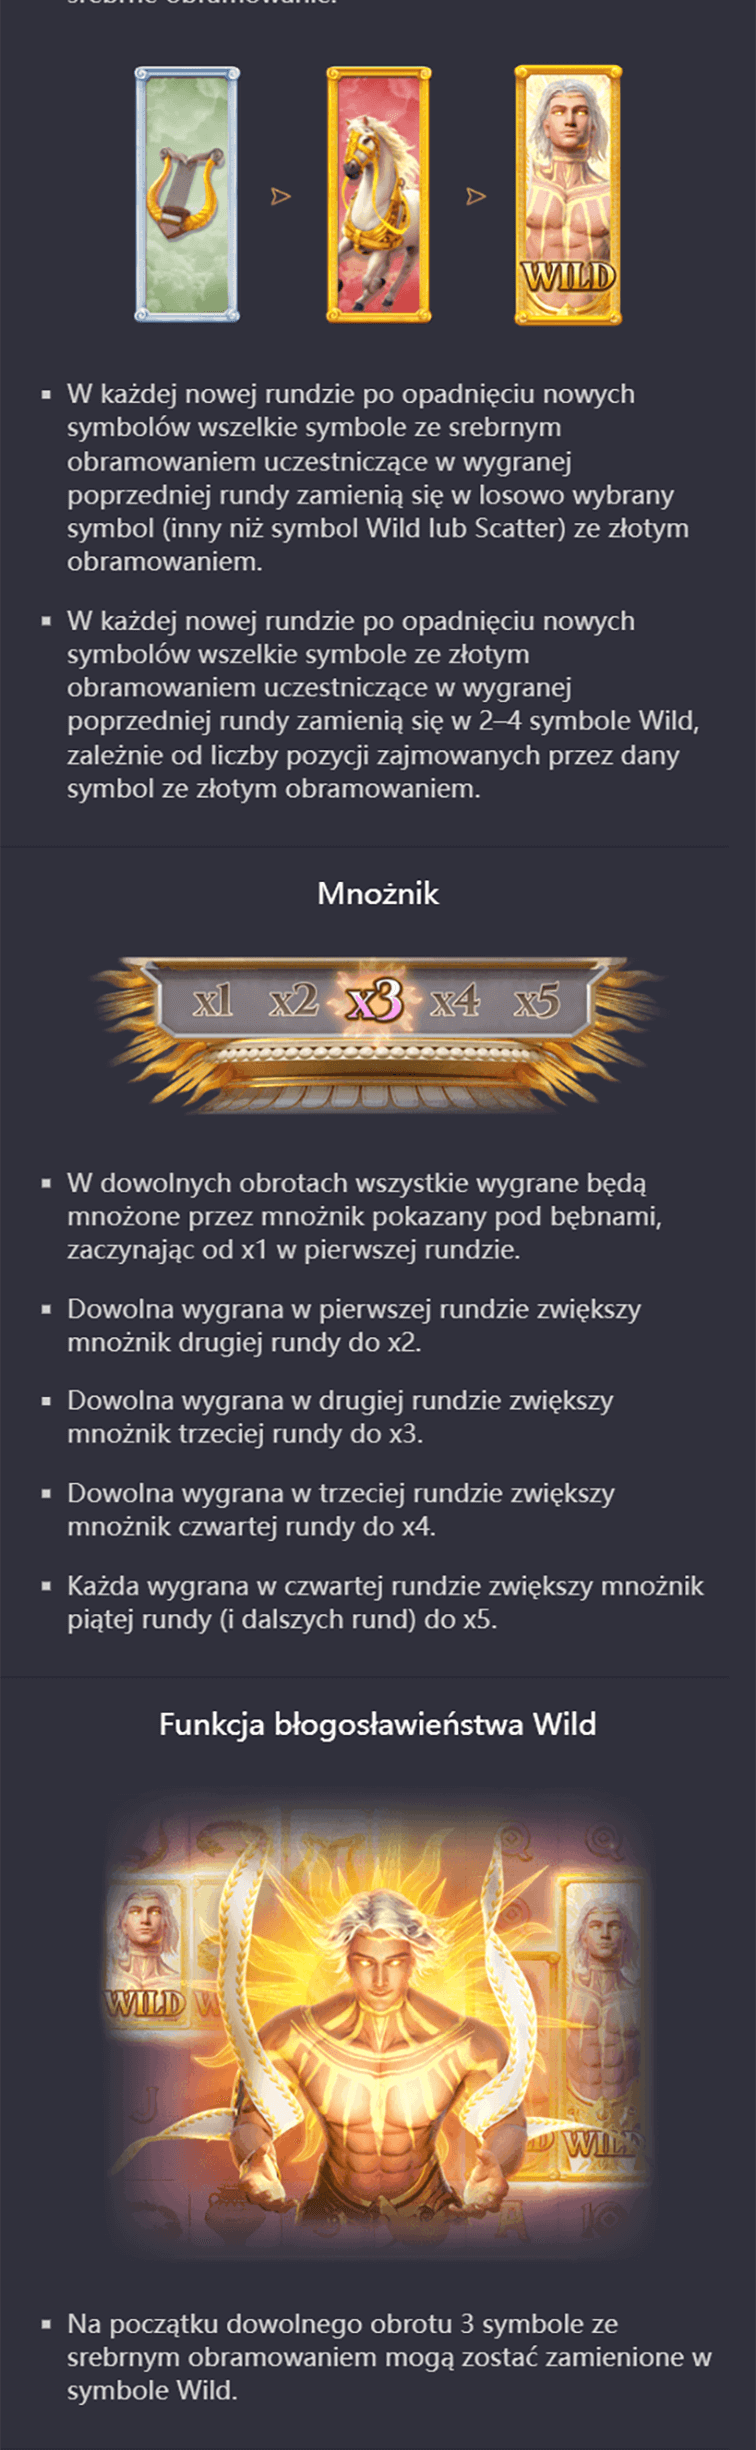 srebrne obramowanie.
WILD
W każdej nowej rundzie po opadnięciu nowych
symbolów wszelkie symbole ze srebrnym
obramowaniem uczestniczące w wygranej
poprzedniej rundy zamienią się w losowo wybrany
symbol (inny niż symbol Wild lub Scatter) ze złotym
obramowaniem.
W każdej nowej rundzie po opadnięciu nowych
symbolów wszelkie symbole ze złotym
obramowaniem uczestniczące w wygranej
poprzedniej rundy zamienią się w 2–4 symbole Wild,
zależnie od liczby pozycji zajmowanych przez dany
symbol ze złotym obramowaniem.
Mnożnik
x1 x2 x3 x4 x5
W dowolnych obrotach wszystkie wygrane będą
mnożone przez mnożnik pokazany pod bębnami,
zaczynając od x1 w pierwszej rundzie.
Dowolna wygrana w pierwszej rundzie zwiększy
mnożnik drugiej rundy do x2.
Dowolna wygrana w drugiej rundzie zwiększy
mnożnik trzeciej rundy do x3.
Dowolna wygrana w trzeciej rundzie zwiększy
mnożnik czwartej rundy do x4.
Każda wygrana w czwartej rundzie zwiększy mnożnik
piątej rundy (i dalszych rund) do x5.
Funkcja błogosławieństwa Wild
Q Q
WILD W
J
D WILD
A 10
Na początku dowolnego obrotu 3 symbole ze
srebrnym obramowaniem mogą zostać zamienione w
symbole Wild.